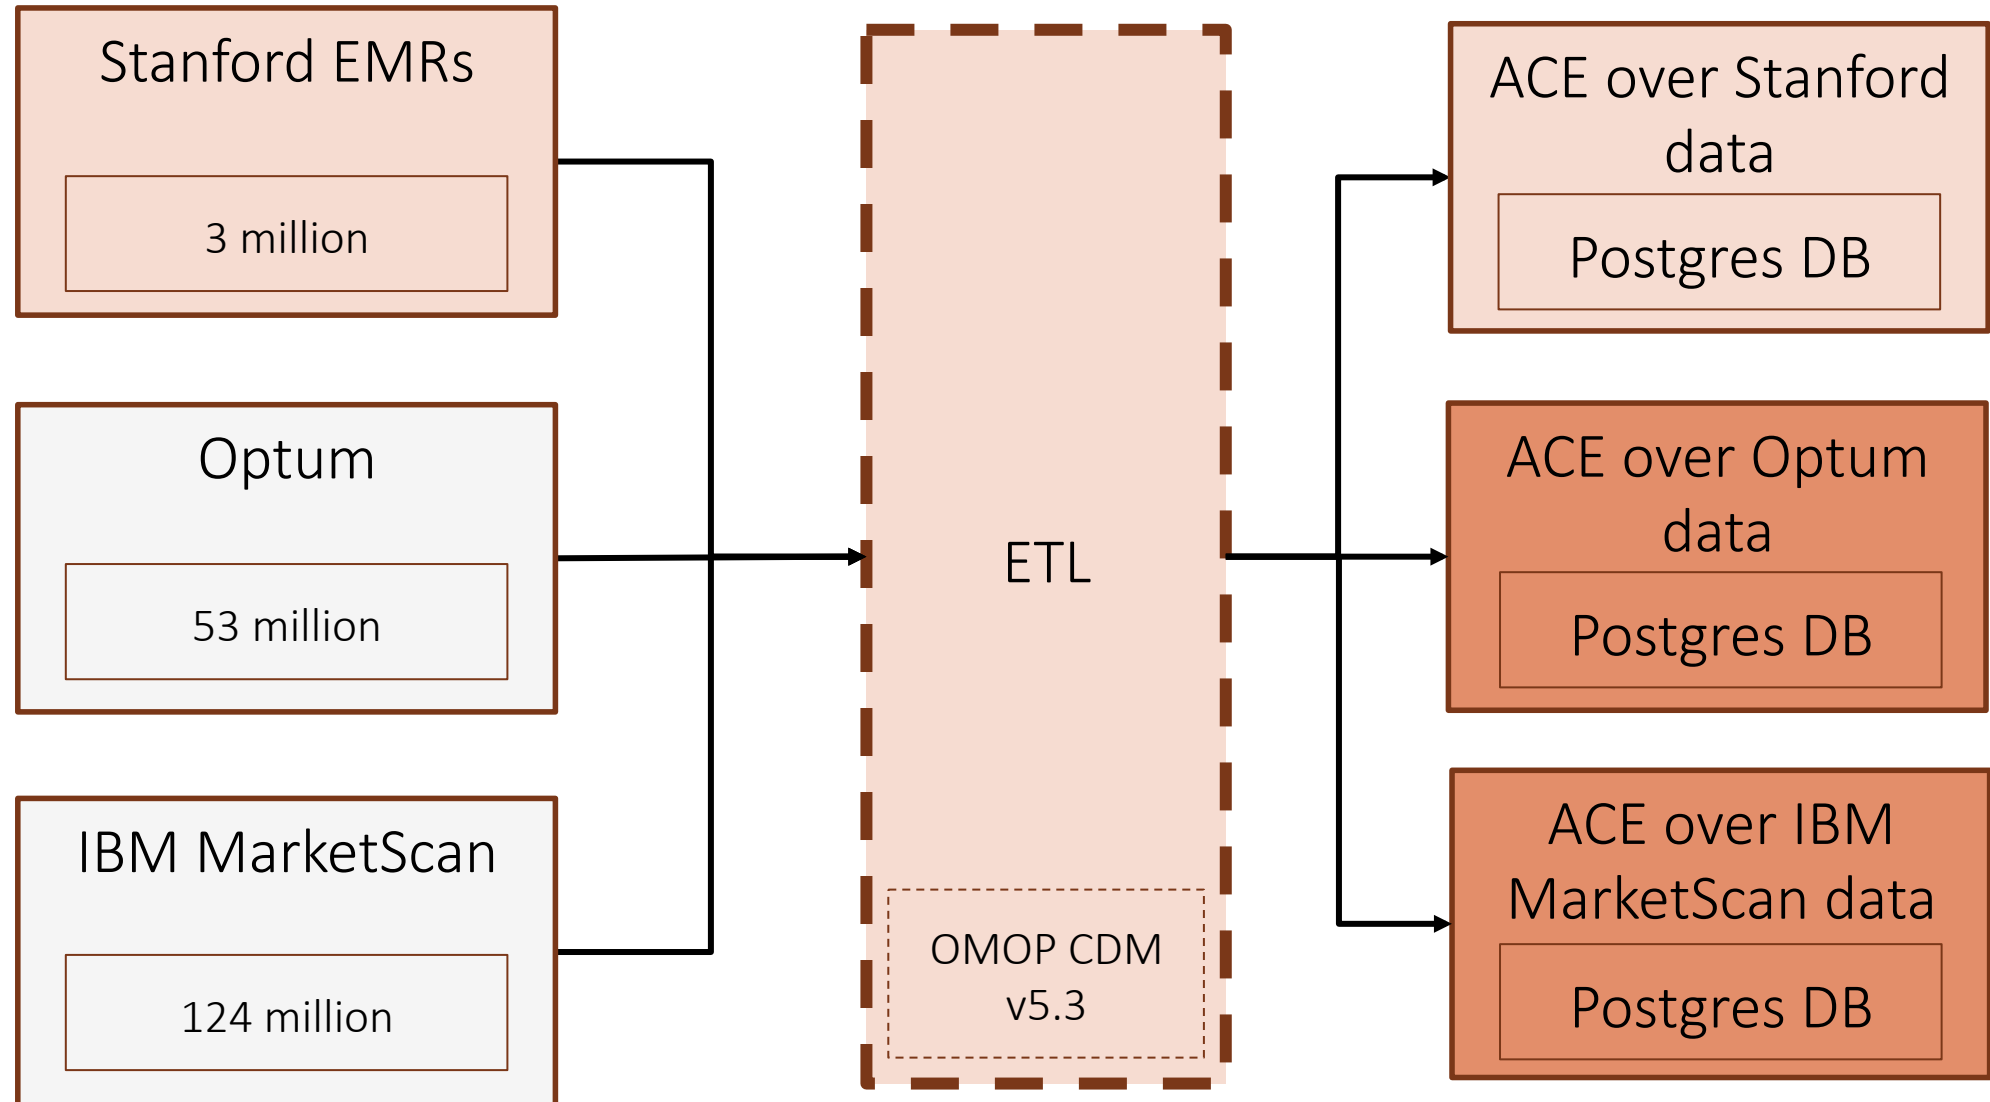 Stanford EMRs
3 million
Optum
53 million
IBM MarketScan
124 million
ETL
OMOP CDM
v5.3
ACE over Stanford
data
Postgres DB
ACE over Optum
data
Postgres DB
ACE over IBM
MarketScan data
Postgres DB